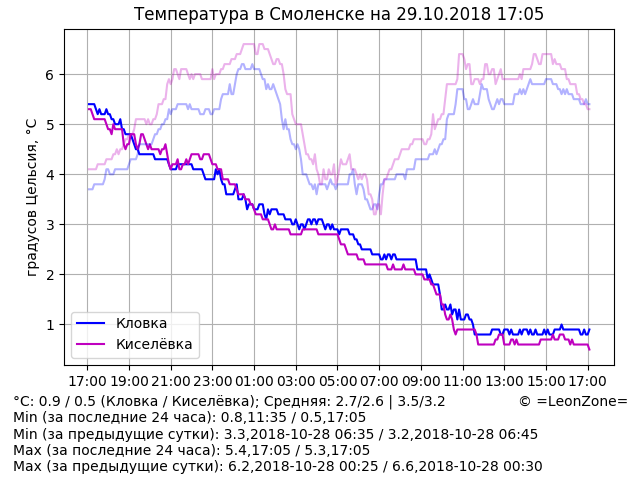 Температура в Смоленске на 29.10.2018 17:05
градусов Цельсия, °C
6
5
4
3
2
1
Кловка
Киселёвка
17:00 19:00 21:00 23:00 01:00 03:00 05:00 07:00 09:00 11:00 13:00 15:00 17:00
°C: 0.9 / 0.5 (Кловка / Киселёвка); Средняя: 2.7/2.6 | 3.5/3.2 © =LeonZone=
Min (за последние 24 часа): 0.8,11:35 / 0.5,17:05
Min (за предыдущие сутки): 3.3,2018-10-28 06:35 / 3.2,2018-10-28 06:45
Max (за последние 24 часа): 5.4,17:05 / 5.3,17:05
Max (за предыдущие сутки): 6.2,2018-10-28 00:25 / 6.6,2018-10-28 00:30